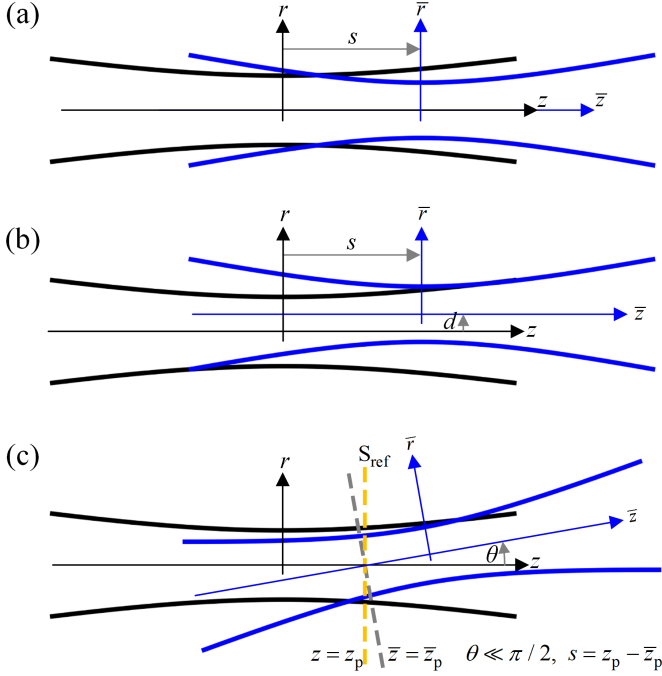 (a)
r
r̅
s
z
z̅
(b)
r
r̅
s
d
z̅
z
(c)
S_ref
r
r̅
z̅
θ
z
z = z_p
z̅ = z̅_p
θ ≪ π / 2, s = z_p − z̅_p